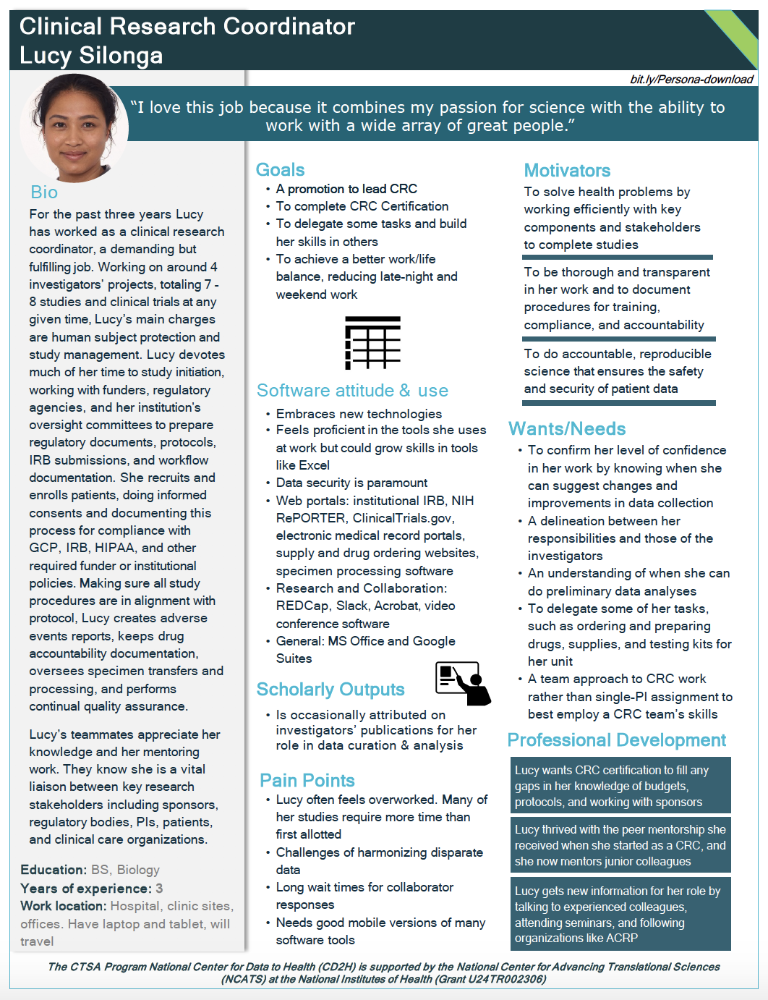 Clinical Research Coordinator
Lucy Silonga
bit.ly/Persona-download
“I love this job because it combines my passion for science with the ability to
work with a wide array of great people.”
Bio
For the past three years Lucy
has worked as a clinical research
coordinator, a demanding but
fulfilling job. Working on around 4
investigators’ projects, totaling 7 -
8 studies and clinical trials at any
given time, Lucy’s main charges
are human subject protection and
study management. Lucy devotes
much of her time to study initiation,
working with funders, regulatory
agencies, and her institution’s
oversight committees to prepare
regulatory documents, protocols,
IRB submissions, and workflow
documentation. She recruits and
enrolls patients, doing informed
consents and documenting this
process for compliance with
GCP, IRB, HIPAA, and other
required funder or institutional
policies. Making sure all study
procedures are in alignment with
protocol, Lucy creates adverse
events reports, keeps drug
accountability documentation,
oversees specimen transfers and
processing, and performs
continual quality assurance.
Lucy’s teammates appreciate her
knowledge and her mentoring
work. They know she is a vital
liaison between key research
stakeholders including sponsors,
regulatory bodies, PIs, patients,
and clinical care organizations.
Education: BS, Biology
Years of experience: 3
Work location: Hospital, clinic sites,
offices. Have laptop and tablet, will
travel
Goals
• A promotion to lead CRC
• To complete CRC Certification
• To delegate some tasks and build
her skills in others
• To achieve a better work/life
balance, reducing late-night and
weekend work
Software attitude & use
• Embraces new technologies
• Feels proficient in the tools she uses
at work but could grow skills in tools
like Excel
• Data security is paramount
• Web portals: institutional IRB, NIH
RePORTER, ClinicalTrials.gov,
electronic medical record portals,
supply and drug ordering websites,
specimen processing software
• Research and Collaboration:
REDCap, Slack, Acrobat, video
conference software
• General: MS Office and Google
Suites
Scholarly Outputs
• Is occasionally attributed on
investigators’ publications for her
role in data curation & analysis
Pain Points
• Lucy often feels overworked. Many of
her studies require more time than
first allotted
• Challenges of harmonizing disparate
data
• Long wait times for collaborator
responses
• Needs good mobile versions of many
software tools
Motivators
To solve health problems by
working efficiently with key
components and stakeholders
to complete studies
To be thorough and transparent
in her work and to document
procedures for training,
compliance, and accountability
To do accountable, reproducible
science that ensures the safety
and security of patient data
Wants/Needs
• To confirm her level of confidence
in her work by knowing when she
can suggest changes and
improvements in data collection
• A delineation between her
responsibilities and those of the
investigators
• An understanding of when she can
do preliminary data analyses
• To delegate some of her tasks,
such as ordering and preparing
drugs, supplies, and testing kits for
her unit
• A team approach to CRC work
rather than single-PI assignment to
best employ a CRC team’s skills
Professional Development
Lucy wants CRC certification to fill any
gaps in her knowledge of budgets,
protocols, and working with sponsors
Lucy thrived with the peer mentorship she
received when she started as a CRC, and
she now mentors junior colleagues
Lucy gets new information for her role by
talking to experienced colleagues,
attending seminars, and following
organizations like ACRP
The CTSA Program National Center for Data to Health (CD2H) is supported by the National Center for Advancing Translational Sciences
(NCATS) at the National Institutes of Health (Grant U24TR002306)